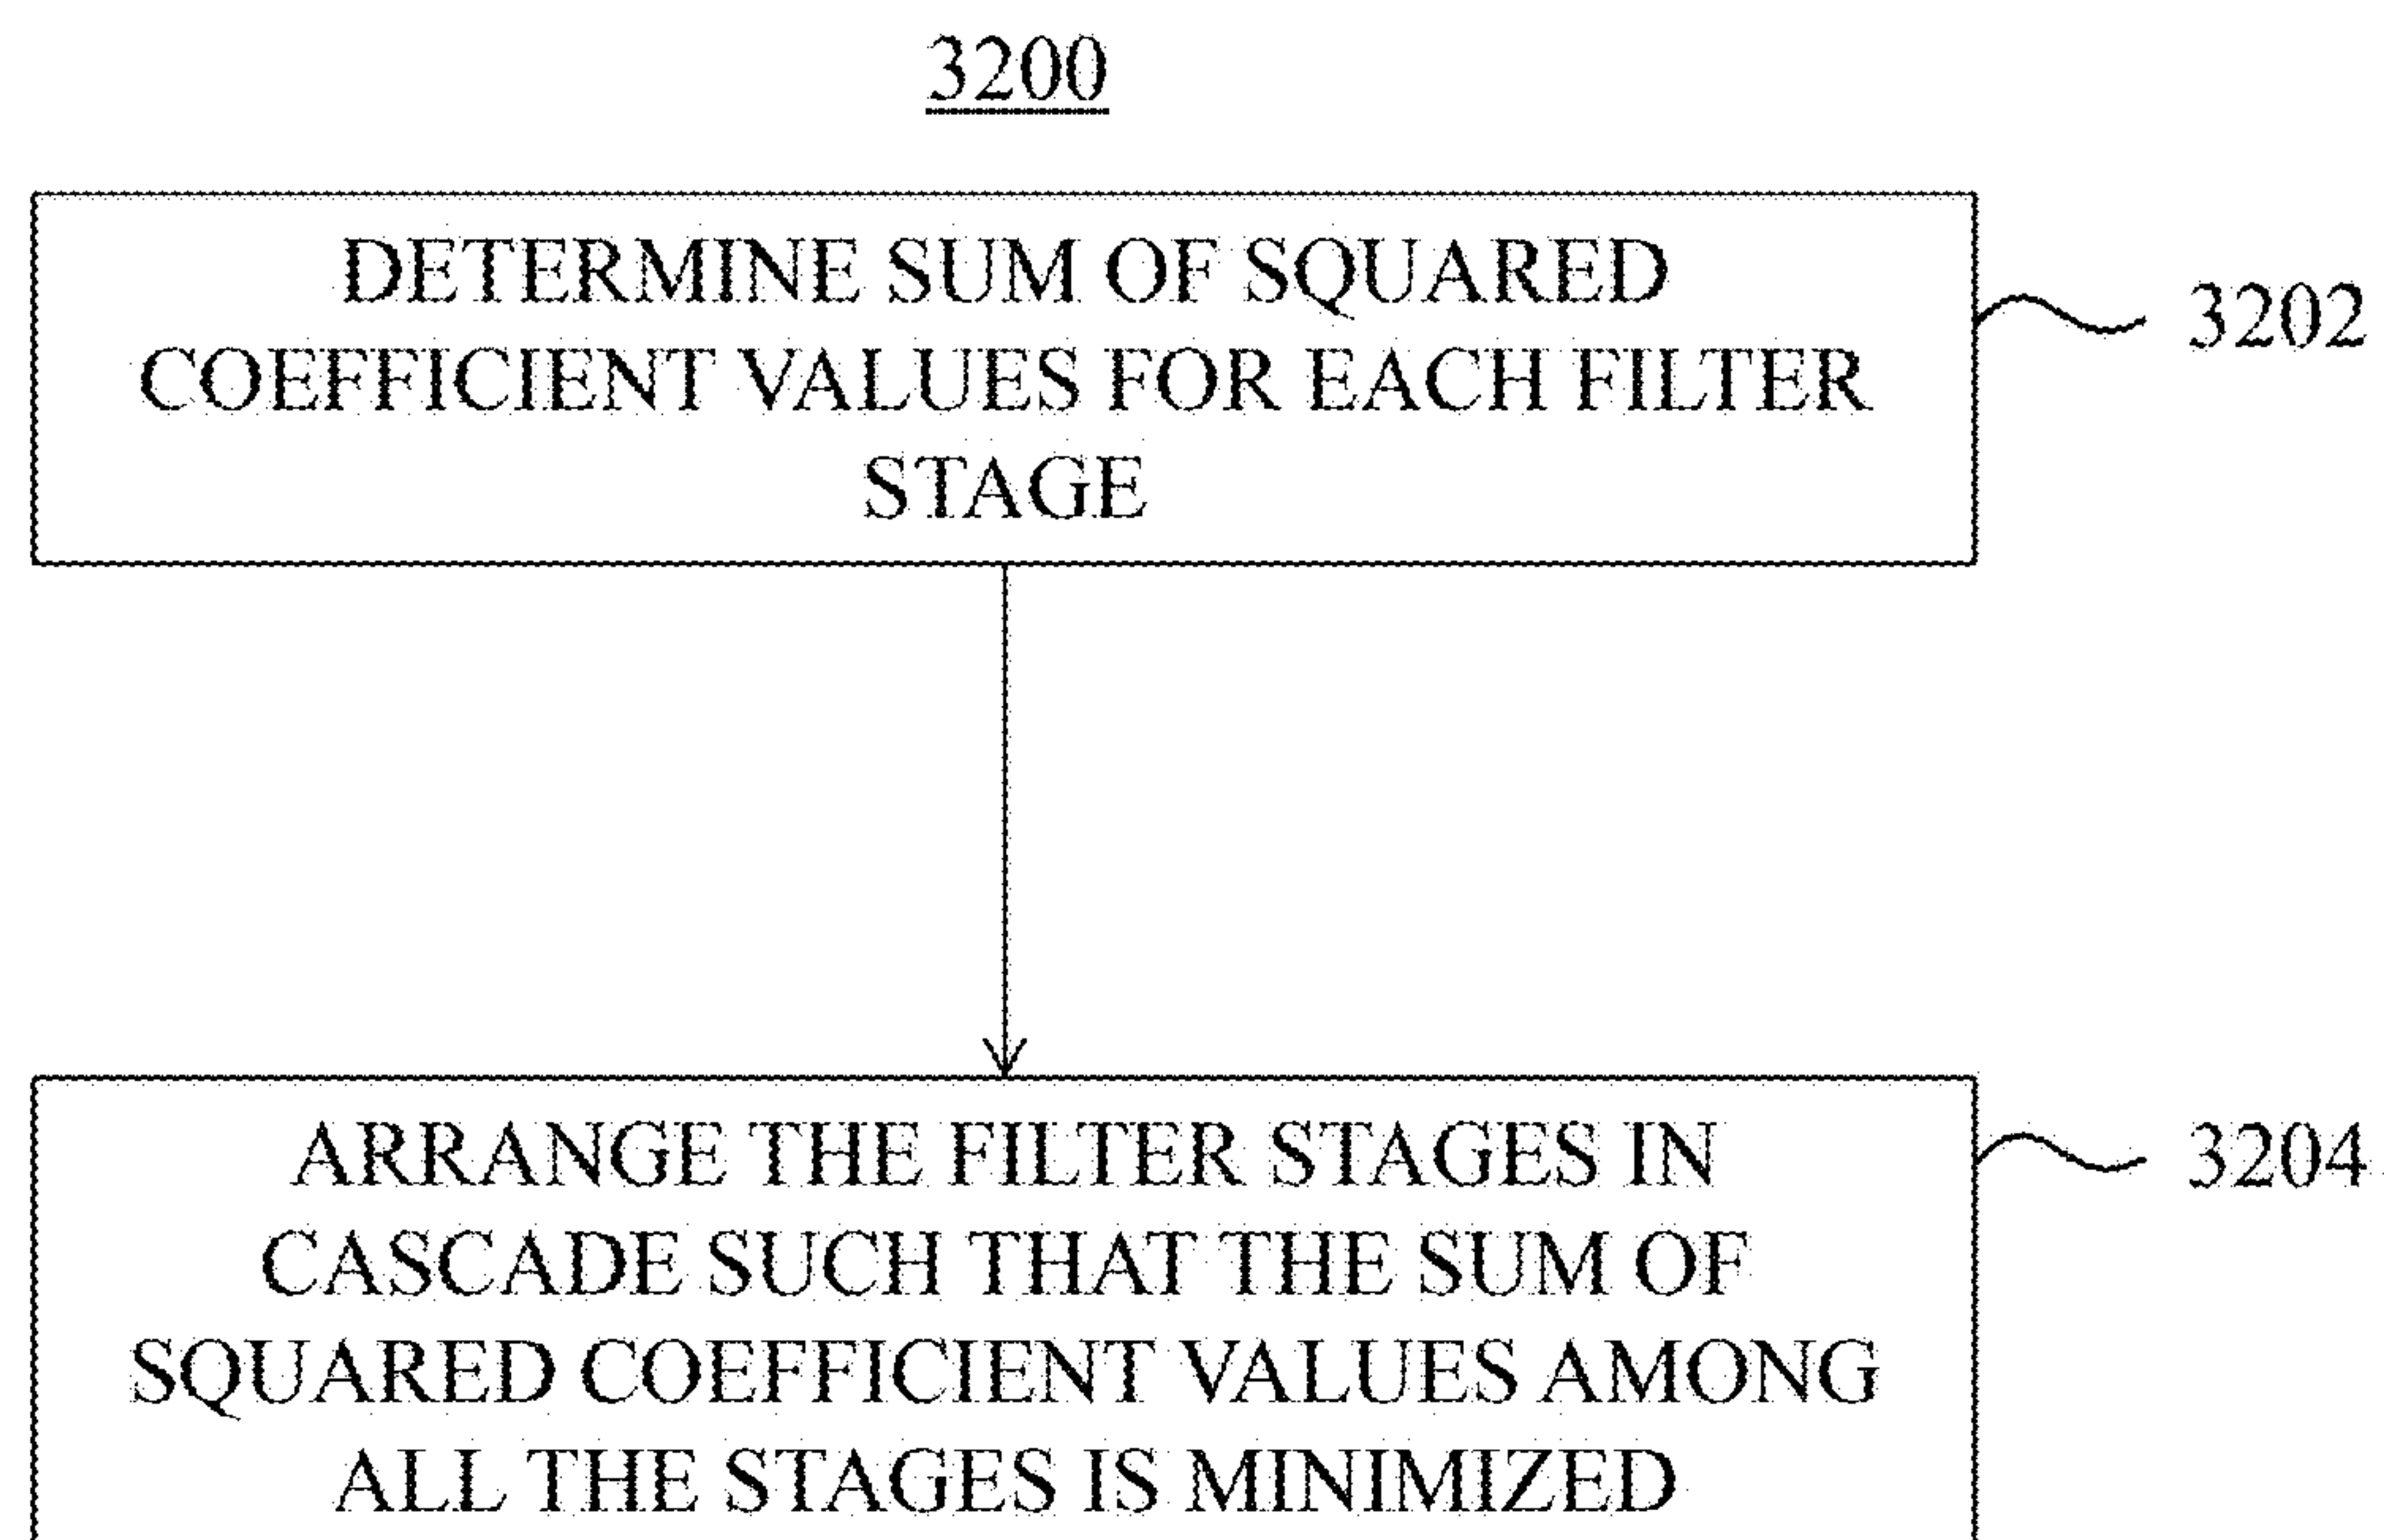 3200
DETERMINE SUM OF SQUARED
COEFFICIENT VALUES FOR EACH FILTER
STAGE
3202
ARRANGE THE FILTER STAGES IN
CASCADE SUCH THAT THE SUM OF
SQUARED COEFFICIENT VALUES AMONG
ALL THE STAGES IS MINIMIZED
3204